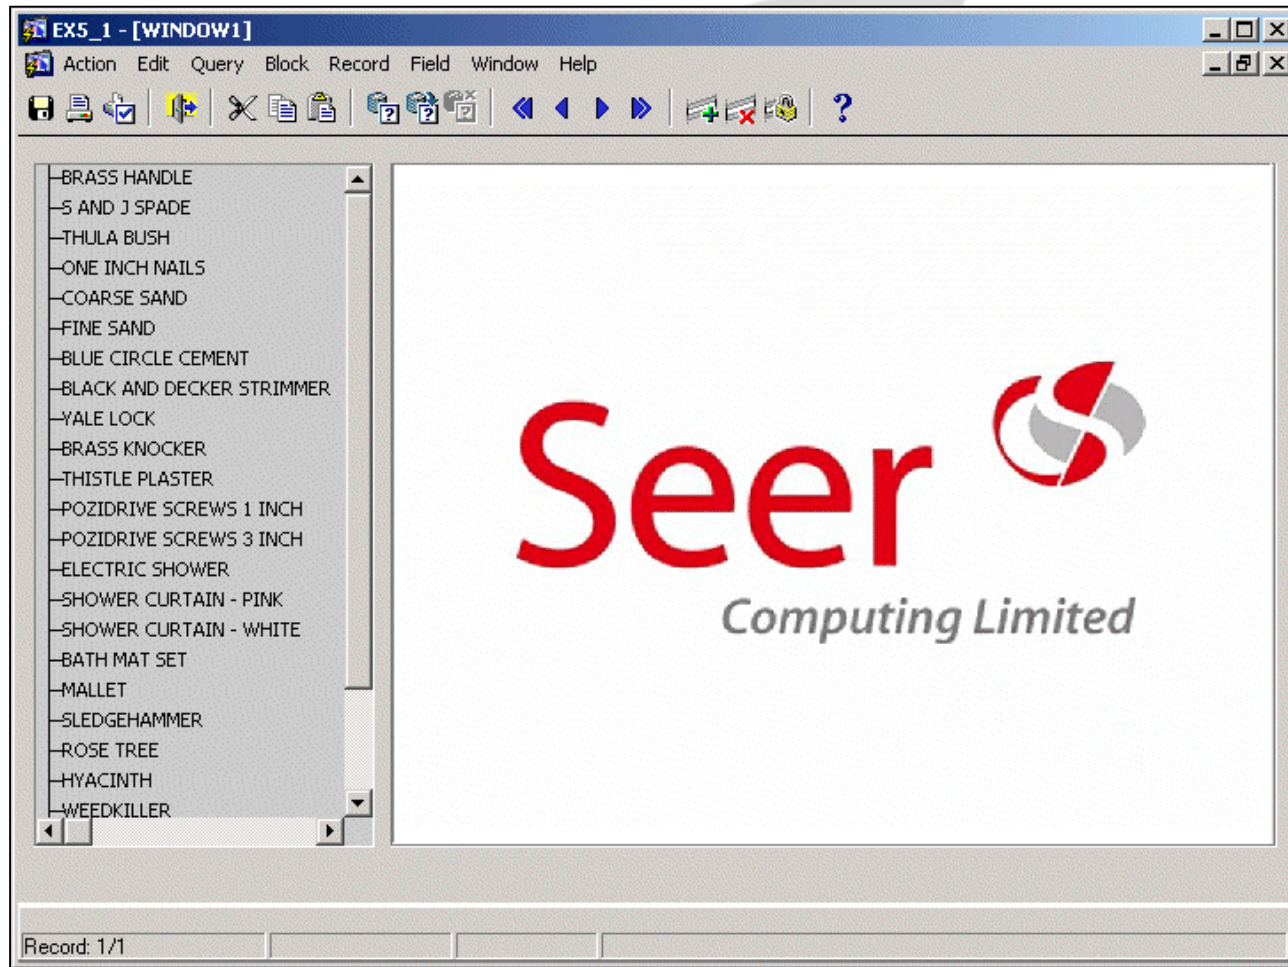 EX5_1 - [WINDOW1]
Action Edit Query Block Record Field Window Help
BRASS HANDLE
S AND J SPADE
THULA BUSH
ONE INCH NAILS
COARSE SAND
FINE SAND
BLUE CIRCLE CEMENT
BLACK AND DECKER STRIMMER
YALE LOCK
BRASS KNOCKER
THISTLE PLASTER
POZIDRIVE SCREWS 1 INCH
POZIDRIVE SCREWS 3 INCH
ELECTRIC SHOWER
SHOWER CURTAIN - PINK
SHOWER CURTAIN - WHITE
BATH MAT SET
MALLET
SLEDGEHAMMER
ROSE TREE
HYACINTH
WEEDKILLER
Seer
Computing Limited
Record: 1/1